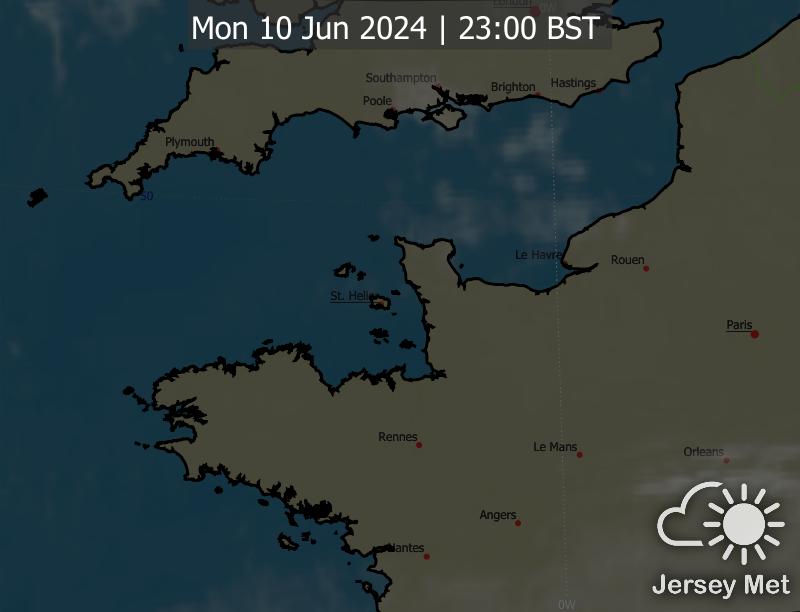 London
0W
Mon 10 Jun 2024 | 23:00 BST
Southampton
Brighton
Hastings
Poole
Plymouth
50
Le Havre
Rouen
St. Helier
Paris
Rennes
Le Mans
Orleans
Angers
Nantes
Jersey Met
0W